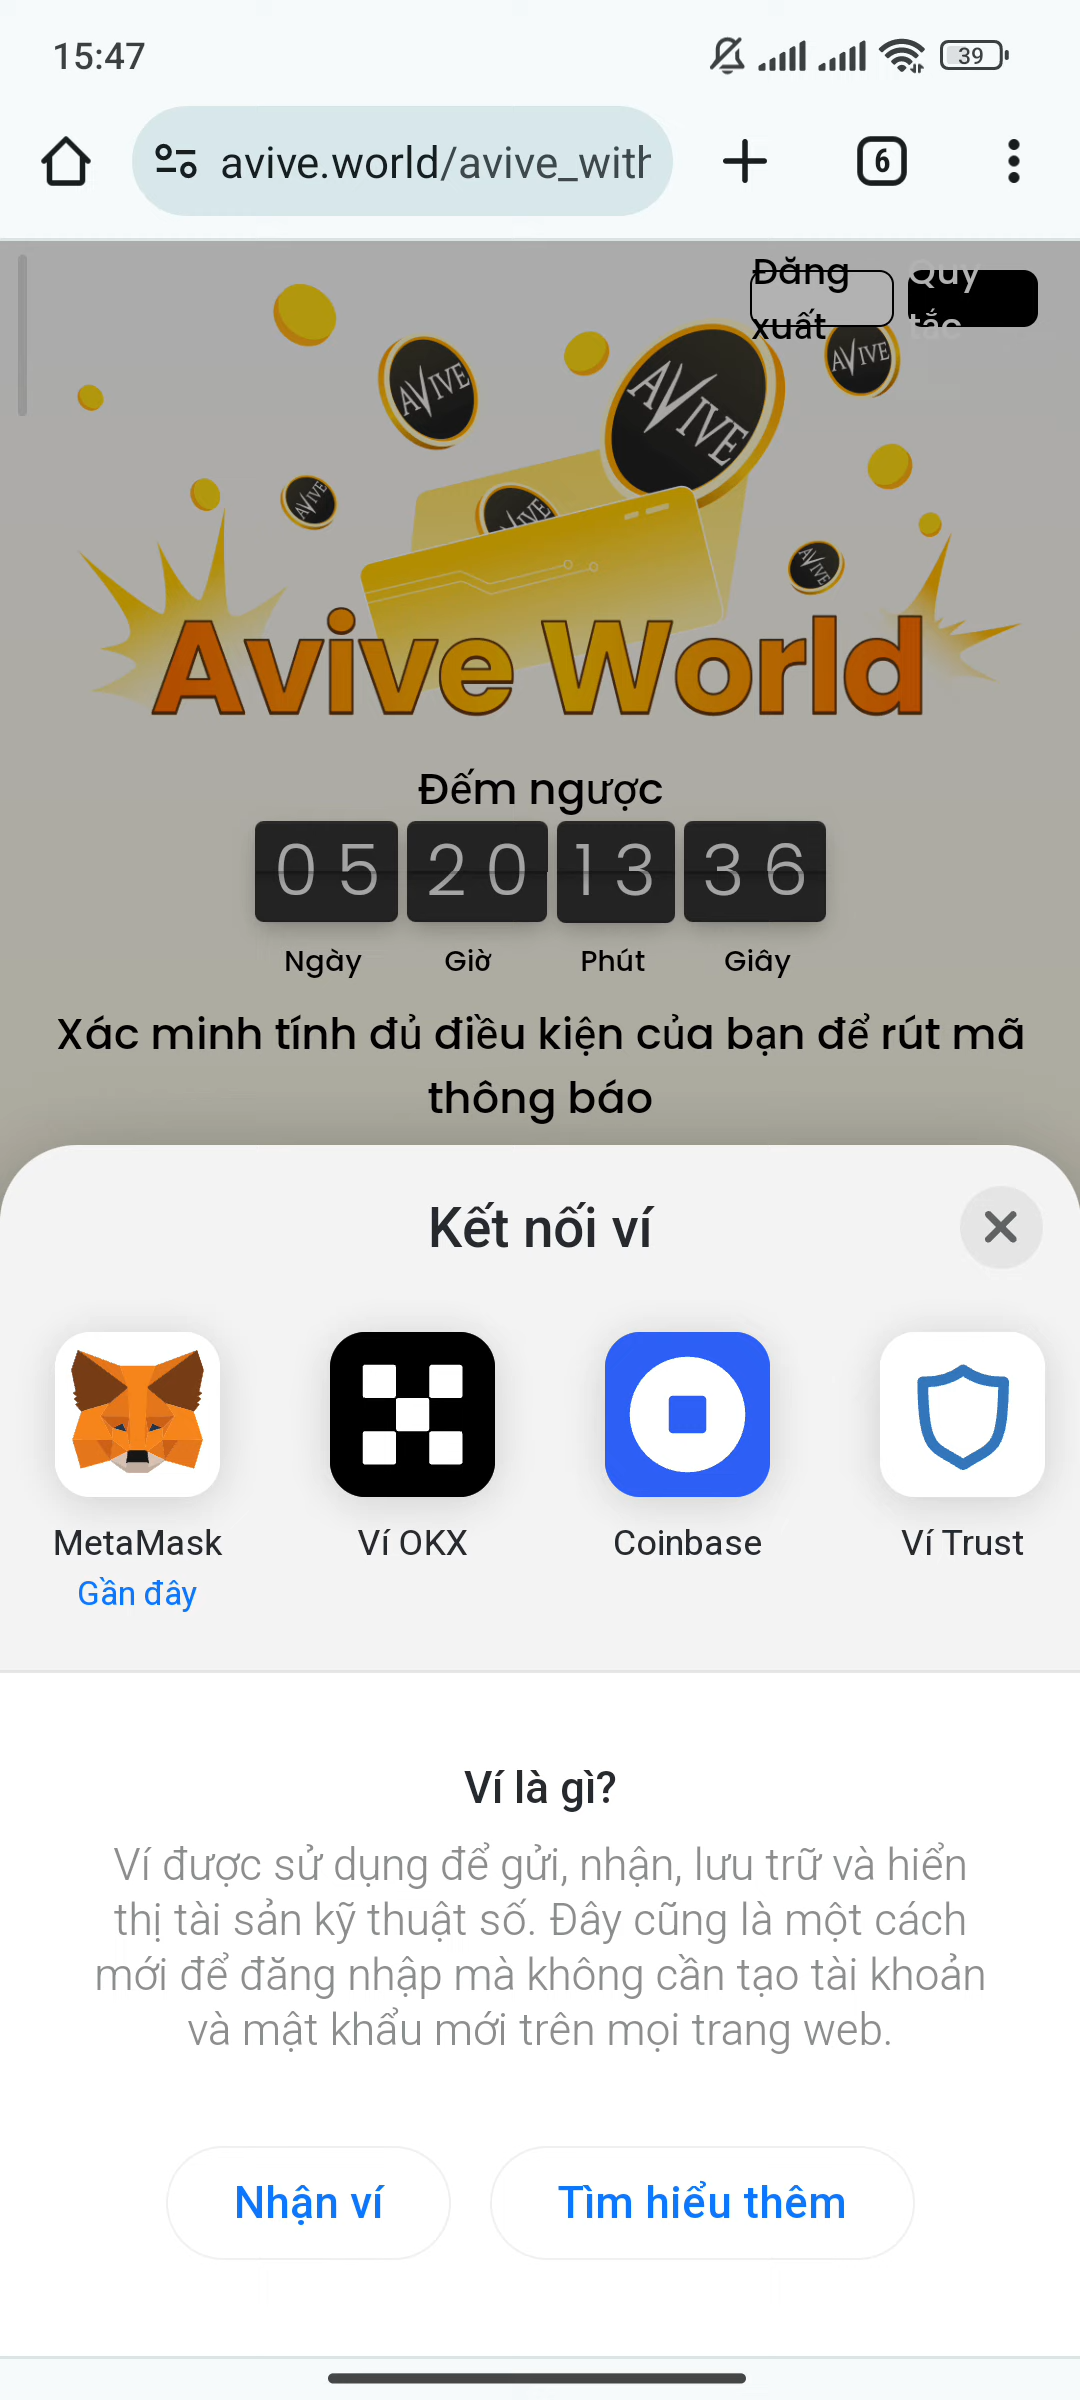 15:47
39
avive.world/avive_with
6
Đăng xuất
Quy tắc
AVIVE
AVIVE
AVIVE
AVIVE
AVIVE
AVIVE
Avive World
Đếm ngược
05 20 13 36
Ngày Giờ Phút Giây
Xác minh tính đủ điều kiện của bạn để rút mã
thông báo
Kết nối ví
MetaMask Ví OKX Coinbase Ví Trust
Gần đây
Ví là gì?
Ví được sử dụng để gửi, nhận, lưu trữ và hiển
thị tài sản kỹ thuật số. Đây cũng là một cách
mới để đăng nhập mà không cần tạo tài khoản
và mật khẩu mới trên mọi trang web.
Nhận ví Tìm hiểu thêm